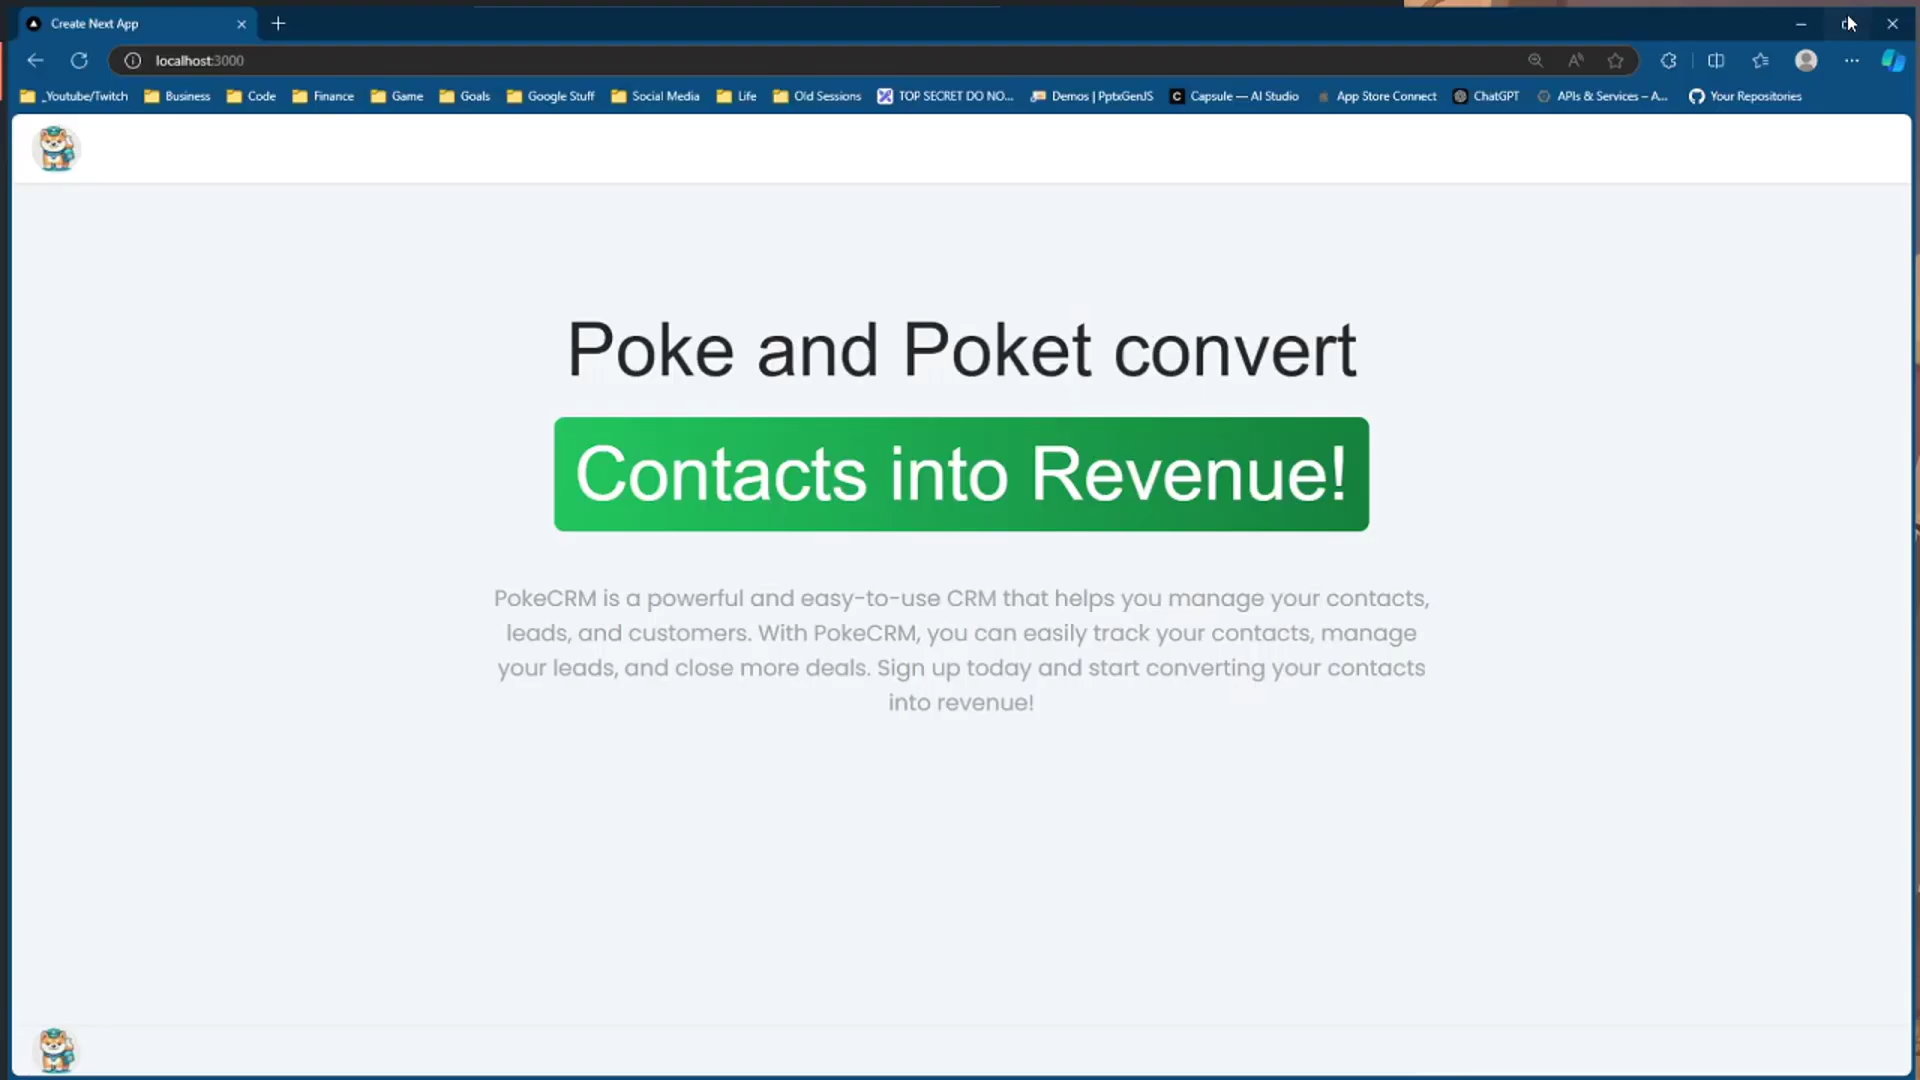 Create Next App
localhost:3000
_Youtube/Twitch Business Code Finance Game Goals Google Stuff Social Media Life Old Sessions TOP SECRET DO NO... Demos | PptxGenJS Capsule — AI Studio App Store Connect ChatGPT APIs & Services – A... Your Repositories
Poke and Poket convert
Contacts into Revenue!
PokeCRM is a powerful and easy-to-use CRM that helps you manage your contacts,
leads, and customers. With PokeCRM, you can easily track your contacts, manage
your leads, and close more deals. Sign up today and start converting your contacts
into revenue!